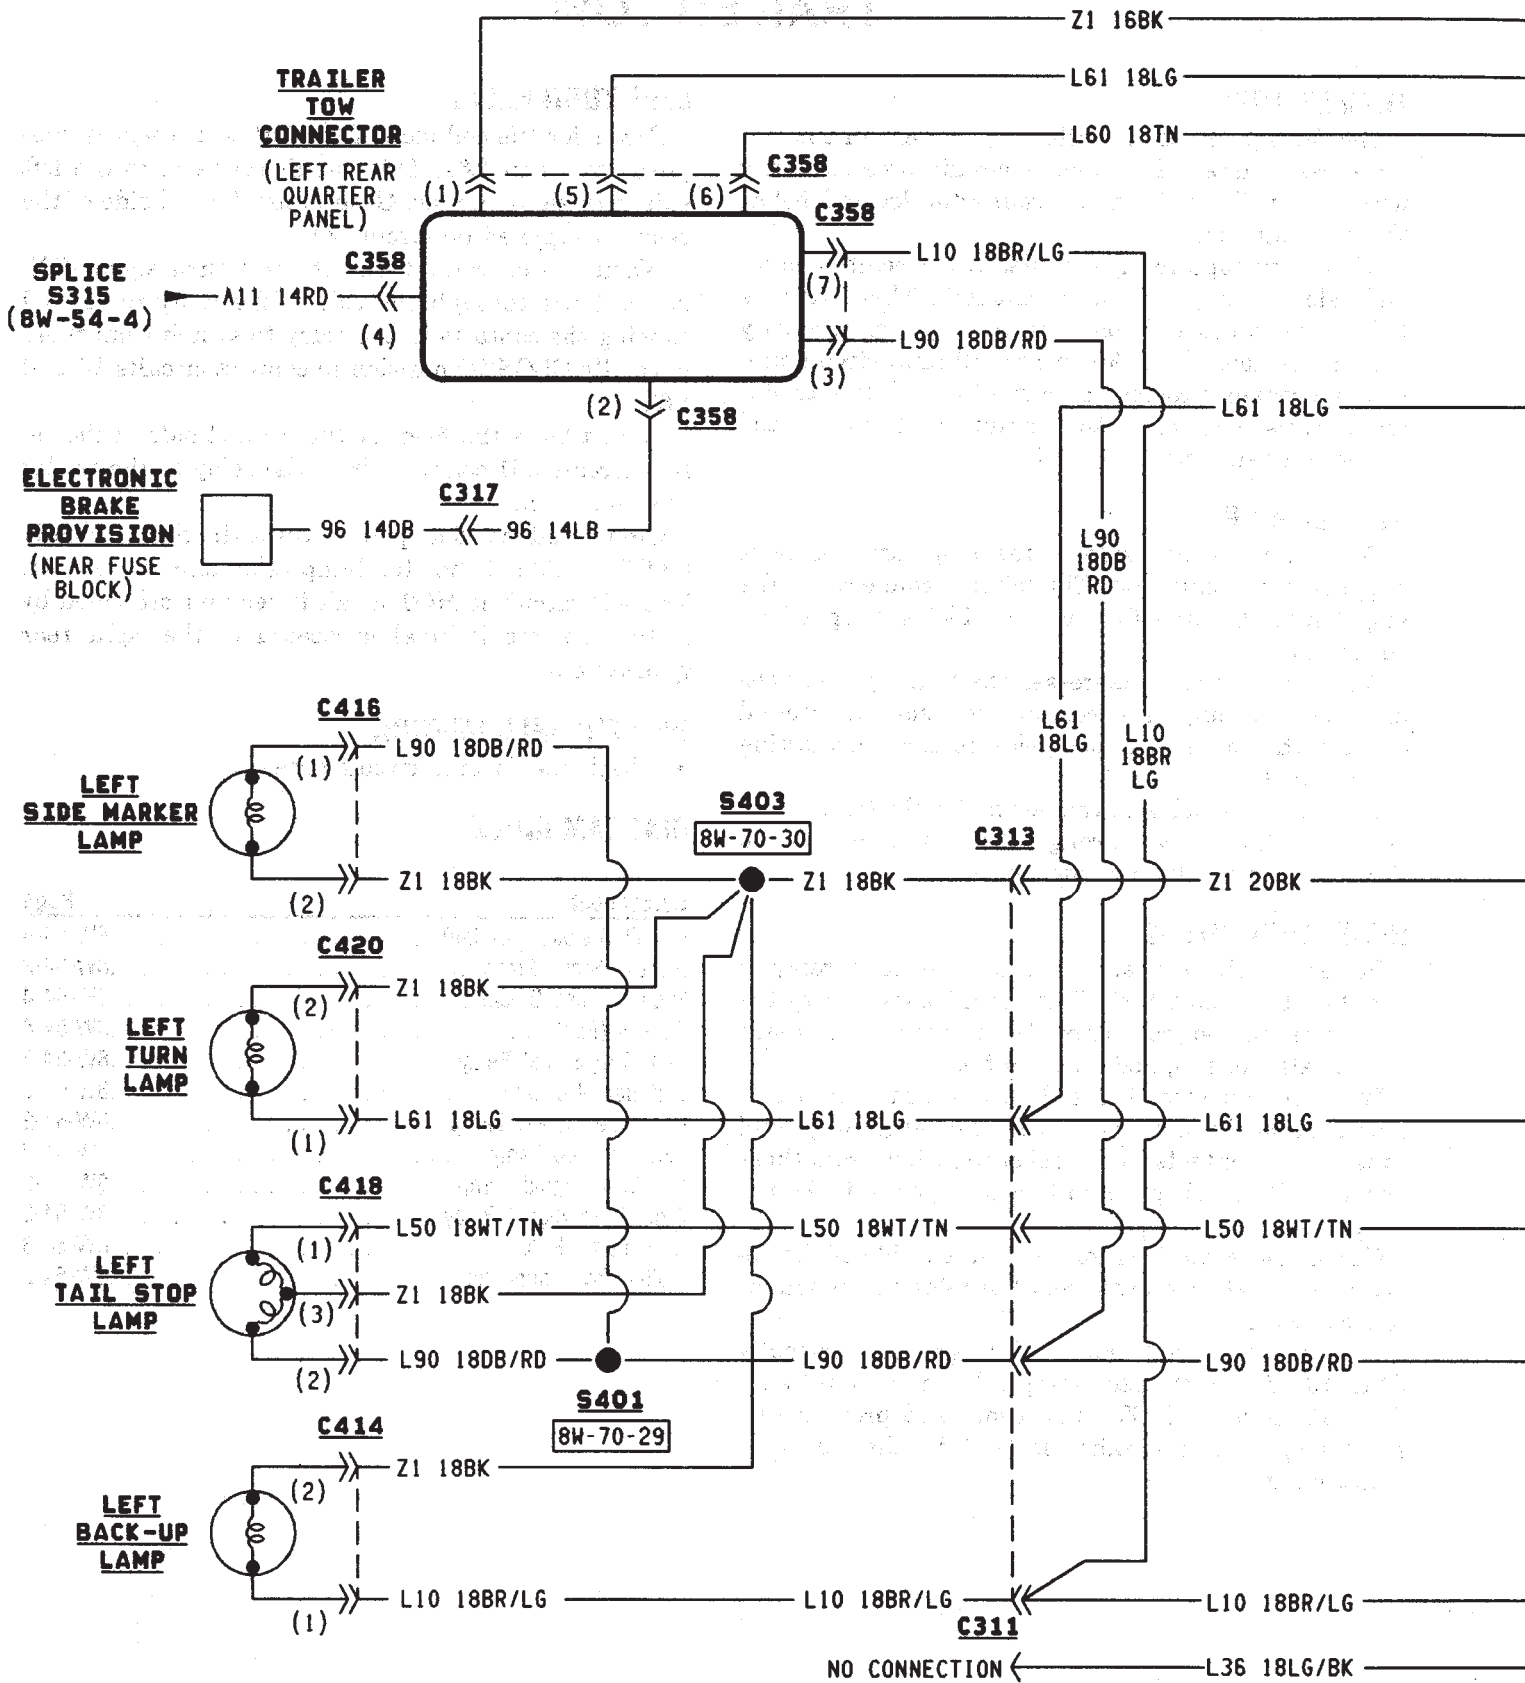 Z1 16BK
L61 18LG
L60 18TN
TRAILER
TOW
CONNECTOR
(LEFT REAR
QUARTER
PANEL)
C358
(1)
(5)
(6)
C358
L10 18BR/LG
(7)
SPLICE
S315
(8W-54-4)
A11 14RD
C358
(4)
L90 18DB/RD
(3)
(2)
C358
L61 18LG
ELECTRONIC
BRAKE
PROVISION
(NEAR FUSE
BLOCK)
96 14DB
C317
96 14LB
L90
18DB
RD
L61
18LG
L10
18BR
LG
C416
(1)
L90 18DB/RD
LEFT
SIDE MARKER
LAMP
S403
8W-70-30
C313
(2)
Z1 18BK
Z1 18BK
Z1 20BK
C420
(2)
Z1 18BK
LEFT
TURN
LAMP
(1)
L61 18LG
L61 18LG
L61 18LG
C418
(1)
L50 18WT/TN
L50 18WT/TN
L50 18WT/TN
LEFT
TAIL STOP
LAMP
(3)
Z1 18BK
(2)
L90 18DB/RD
L90 18DB/RD
L90 18DB/RD
S401
8W-70-29
C414
(2)
Z1 18BK
LEFT
BACK-UP
LAMP
(1)
L10 18BR/LG
L10 18BR/LG
L10 18BR/LG
C311
NO CONNECTION
L36 18LG/BK